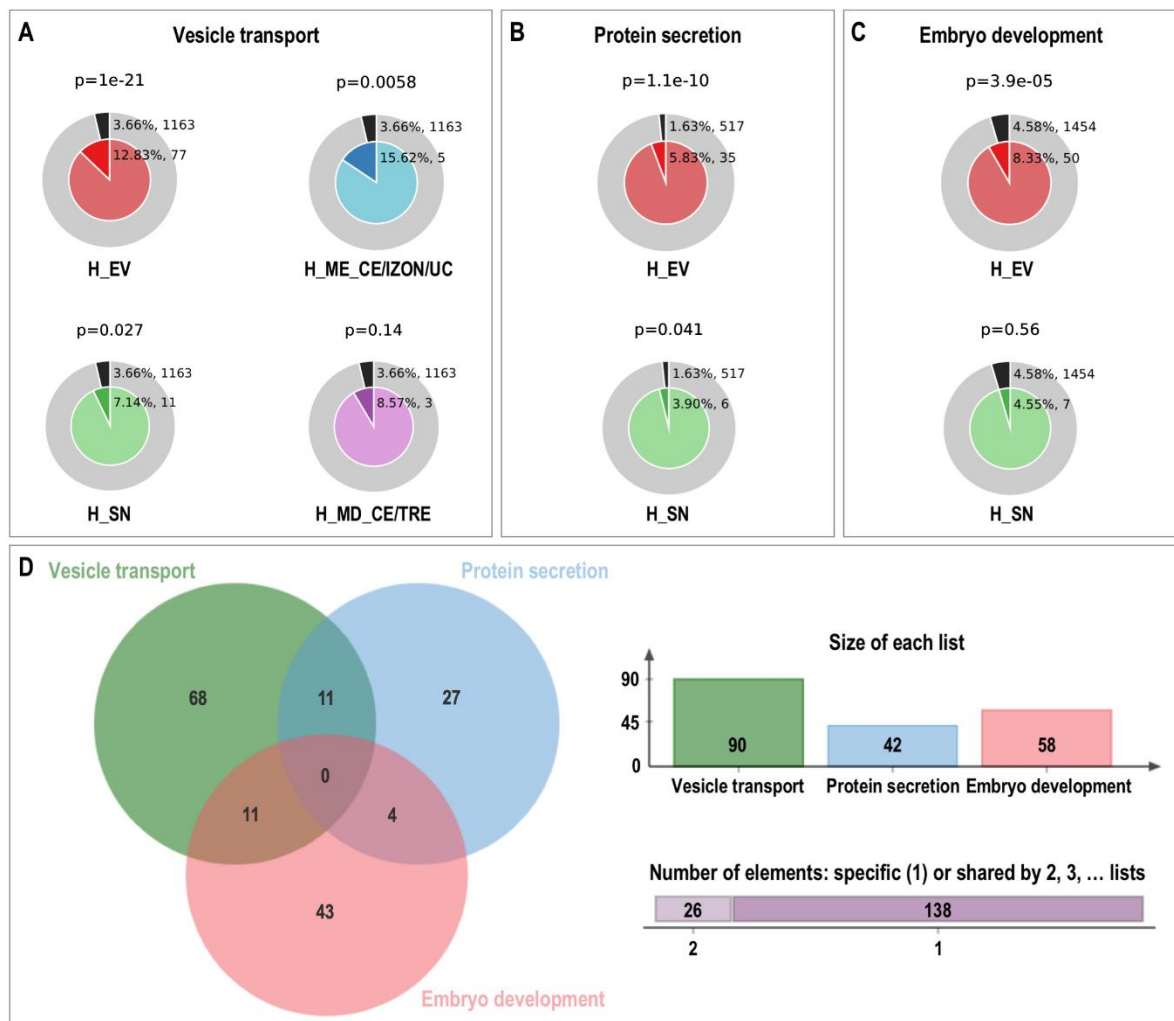 A
Vesicle transport
p=1e-21
3.66%, 1163
12.83%, 77
H_EV
p=0.0058
3.66%, 1163
15.62%, 5
H_ME_CE/IZON/UC
p=0.027
3.66%, 1163
7.14%, 11
H_SN
p=0.14
3.66%, 1163
8.57%, 3
H_MD_CE/TRE
B
Protein secretion
p=1.1e-10
1.63%, 517
5.83%, 35
H_EV
p=0.041
1.63%, 517
3.90%, 6
H_SN
C
Embryo development
p=3.9e-05
4.58%, 1454
8.33%, 50
H_EV
p=0.56
4.58%, 1454
4.55%, 7
H_SN
D
Vesicle transport
Protein secretion
68
11
27
0
11
4
43
Embryo development
Size of each list
90
45
0
90
42
58
Vesicle transport
Protein secretion
Embryo development
Number of elements: specific (1) or shared by 2, 3, ... lists
26
138
2
1